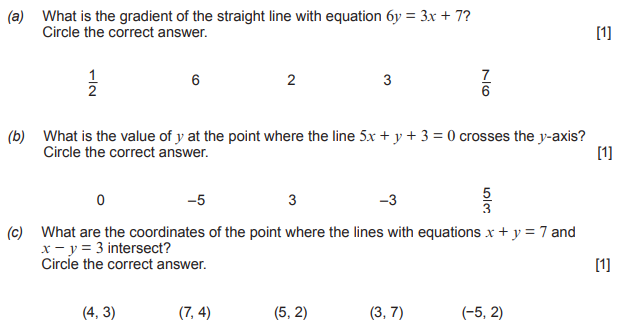 (a) What is the gradient of the straight line with equation 6y = 3x + 7?
Circle the correct answer. [1]
1/2 6 2 3 7/6
(b) What is the value of y at the point where the line 5x + y + 3 = 0 crosses the y-axis?
Circle the correct answer. [1]
0 –5 3 –3 5/3
(c) What are the coordinates of the point where the lines with equations x + y = 7 and
x − y = 3 intersect?
Circle the correct answer. [1]
(4, 3) (7, 4) (5, 2) (3, 7) (–5, 2)